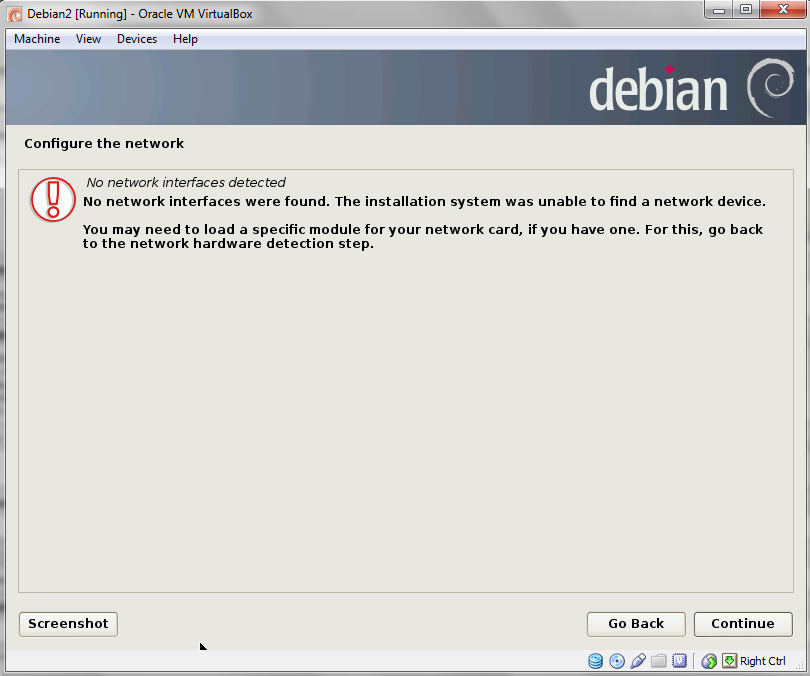 Debian2 [Running] - Oracle VM VirtualBox
Machine View Devices Help
debian
Configure the network
No network interfaces detected
No network interfaces were found. The installation system was unable to find a network device.
You may need to load a specific module for your network card, if you have one. For this, go back
to the network hardware detection step.
Screenshot Go Back Continue
Right Ctrl